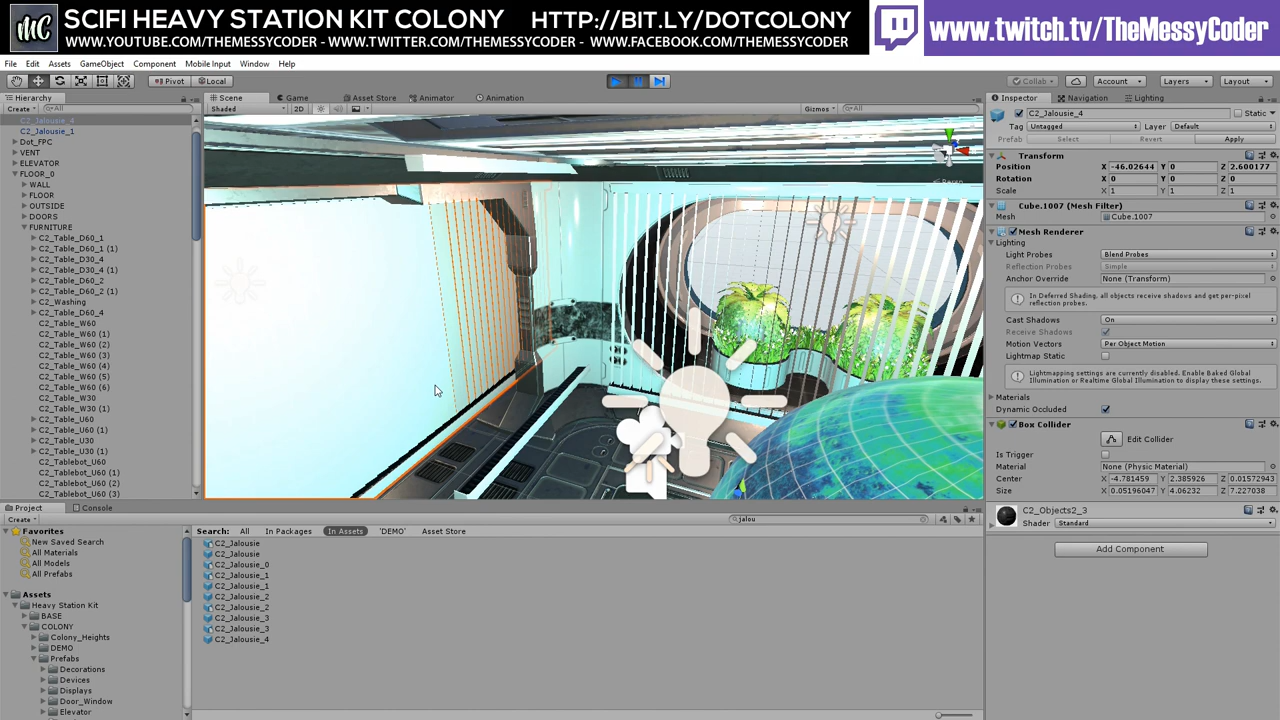 MC
SCIFI HEAVY STATION KIT COLONY HTTP://BIT.LY/DOTCOLONY
WWW.YOUTUBE.COM/THEMESSYCODER - WWW.TWITTER.COM/THEMESSYCODER - WWW.FACEBOOK.COM/THEMESSYCODER
www.twitch.tv/TheMessyCoder
File Edit Assets GameObject Component Mobile Input Window Help
Pivot Local Collab Account Layers Layout
Hierarchy
Create All
C2_Jalousie_4
C2_Jalousie_1
Dot_FPC
VENT
ELEVATOR
FLOOR_0
WALL
FLOOR
OUTSIDE
DOORS
FURNITURE
C2_Table_D60_1
C2_Table_D60_1 (1)
C2_Table_D30_4
C2_Table_D30_4 (1)
C2_Table_D60_2
C2_Table_D60_2 (1)
C2_Washing
C2_Table_D60_4
C2_Table_W60
C2_Table_W60 (1)
C2_Table_W60 (2)
C2_Table_W60 (3)
C2_Table_W60 (4)
C2_Table_W60 (5)
C2_Table_W60 (6)
C2_Table_W30
C2_Table_W30 (1)
C2_Table_U60
C2_Table_U60 (1)
C2_Table_U30
C2_Table_U30 (1)
C2_Tablebot_U60
C2_Tablebot_U60 (1)
C2_Tablebot_U60 (2)
C2_Tablebot_U60 (3)
Scene Game Asset Store Animator Animation
Shaded 2D Gizmos All
Persp
Inspector Navigation Lighting
C2_Jalousie_4 Static
Tag Untagged Layer Default
Prefab Select Revert Apply
Transform
Position X -46.02644 Y 0 Z 2.600177
Rotation X 0 Y 0 Z 0
Scale X 1 Y 1 Z 1
Cube.1007 (Mesh Filter)
Mesh Cube.1007
Mesh Renderer
Lighting
Light Probes Blend Probes
Reflection Probes Simple
Anchor Override None (Transform)
In Deferred Shading, all objects receive shadows and get per-pixel
reflection probes.
Cast Shadows On
Receive Shadows
Motion Vectors Per Object Motion
Lightmap Static
Lightmapping settings are currently disabled. Enable Baked Global
Illumination or Realtime Global Illumination to display these settings.
Materials
Dynamic Occluded
Box Collider
Edit Collider
Is Trigger
Material None (Physic Material)
Center X -4.781459 Y 2.385926 Z 0.01572943
Size X 0.05196047 Y 4.06232 Z 7.227038
C2_Objects2_3
Shader Standard
Add Component
Project Console
Create jalou
Favorites
New Saved Search
All Materials
All Models
All Prefabs
Assets
Heavy Station Kit
BASE
COLONY
Colony_Heights
DEMO
Prefabs
Decorations
Devices
Displays
Door_Window
Elevator
Search: All In Packages In Assets 'DEMO' Asset Store
C2_Jalousie
C2_Jalousie
C2_Jalousie_0
C2_Jalousie_1
C2_Jalousie_1
C2_Jalousie_2
C2_Jalousie_2
C2_Jalousie_3
C2_Jalousie_3
C2_Jalousie_4